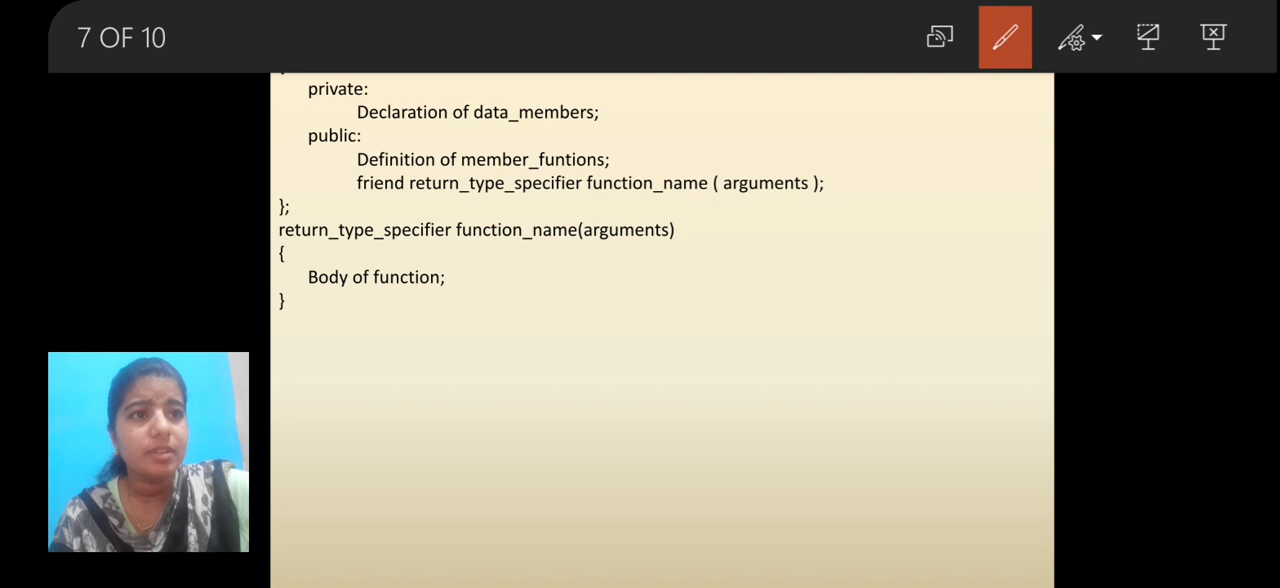 7 OF 10
private:
Declaration of data_members;
public:
Definition of member_funtions;
friend return_type_specifier function_name ( arguments );
};
return_type_specifier function_name(arguments)
{
Body of function;
}